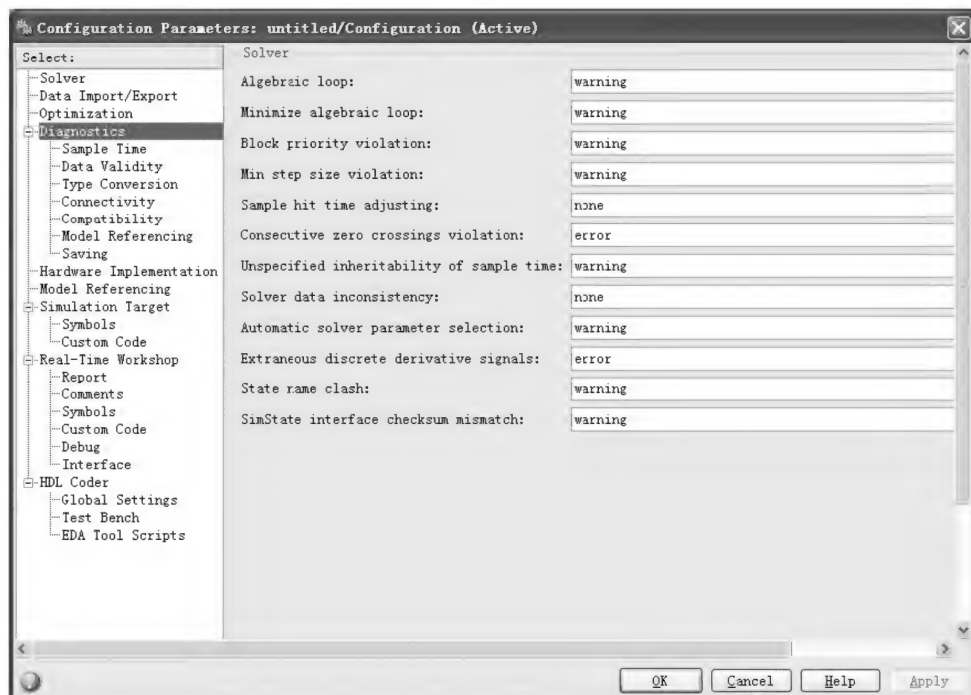 Configuration Parameters: untitled/Configuration (Active)
Select:
Solver
Data Import/Export
Optimization
Diagnostics
Sample Time
Data Validity
Type Conversion
Connectivity
Compatibility
Model Referencing
Saving
Hardware Implementation
Model Referencing
Simulation Target
Symbols
Custom Code
Real-Time Workshop
Report
Comments
Symbols
Custom Code
Debug
Interface
HDL Coder
Global Settings
Test Bench
EDA Tool Scripts
Solver
Algebraic loop: warning
Minimize algebraic loop: warning
Block priority violation: warning
Min step size violation: warning
Sample hit time adjusting: none
Consecutive zero crossings violation: error
Unspecified inheritability of sample time: warning
Solver data inconsistency: none
Automatic solver parameter selection: warning
Extraneous discrete derivative signals: error
State name clash: warning
SimState interface checksum mismatch: warning
OK Cancel Help Apply